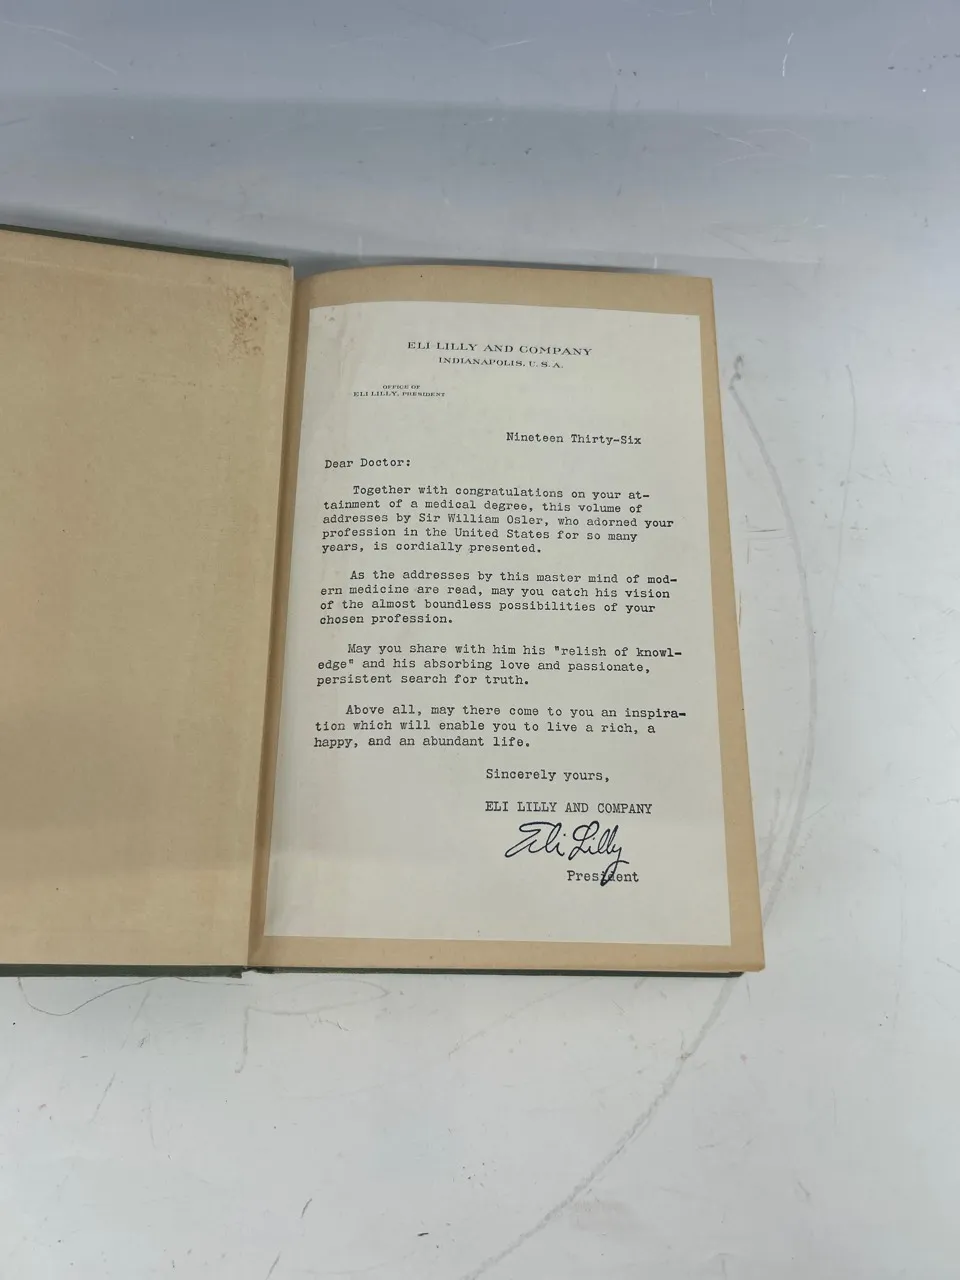 ELI LILLY AND COMPANY
INDIANAPOLIS, U. S. A.
OFFICE OF
ELI LILLY, PRESIDENT
Nineteen Thirty-Six
Dear Doctor:
Together with congratulations on your at-
tainment of a medical degree, this volume of
addresses by Sir William Osler, who adorned your
profession in the United States for so many
years, is cordially presented.
As the addresses by this master mind of mod-
ern medicine are read, may you catch his vision
of the almost boundless possibilities of your
chosen profession.
May you share with him his "relish of knowl-
edge" and his absorbing love and passionate,
persistent search for truth.
Above all, may there come to you an inspira-
tion which will enable you to live a rich, a
happy, and an abundant life.
Sincerely yours,
ELI LILLY AND COMPANY
Eli Lilly
President